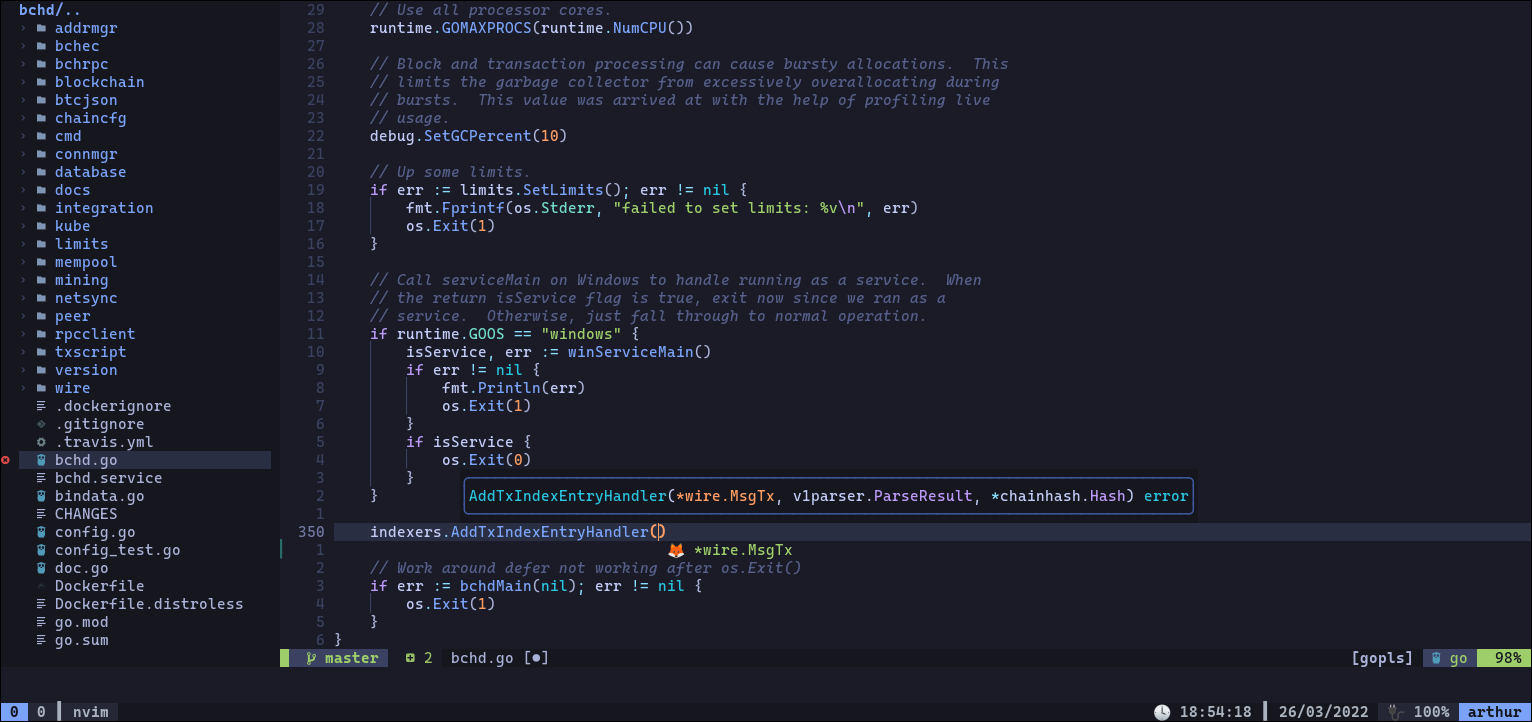 bchd/..
addrmgr
bchec
bchrpc
blockchain
btcjson
chaincfg
cmd
connmgr
database
docs
integration
kube
limits
mempool
mining
netsync
peer
rpcclient
txscript
version
wire
.dockerignore
.gitignore
.travis.yml
bchd.go
bchd.service
bindata.go
CHANGES
config.go
config_test.go
doc.go
Dockerfile
Dockerfile.distroless
go.mod
go.sum
29 // Use all processor cores.
28 runtime.GOMAXPROCS(runtime.NumCPU())
27
26 // Block and transaction processing can cause bursty allocations.  This
25 // limits the garbage collector from excessively overallocating during
24 // bursts.  This value was arrived at with the help of profiling live
23 // usage.
22 debug.SetGCPercent(10)
21
20 // Up some limits.
19 if err := limits.SetLimits(); err != nil {
18 fmt.Fprintf(os.Stderr, "failed to set limits: %v\n", err)
17 os.Exit(1)
16 }
15
14 // Call serviceMain on Windows to handle running as a service.  When
13 // the return isService flag is true, exit now since we ran as a
12 // service.  Otherwise, just fall through to normal operation.
11 if runtime.GOOS == "windows" {
10 isService, err := winServiceMain()
9 if err != nil {
8 fmt.Println(err)
7 os.Exit(1)
6 }
5 if isService {
4 os.Exit(0)
3 }
2 }
AddTxIndexEntryHandler(*wire.MsgTx, v1parser.ParseResult, *chainhash.Hash) error
1
350 indexers.AddTxIndexEntryHandler()
1 🦊 *wire.MsgTx
2 // Work around defer not working after os.Exit()
3 if err := bchdMain(nil); err != nil {
4 os.Exit(1)
5 }
6 }
master 2 bchd.go [●] [gopls] go 98%
0 0 nvim 18:54:18 26/03/2022 100% arthur